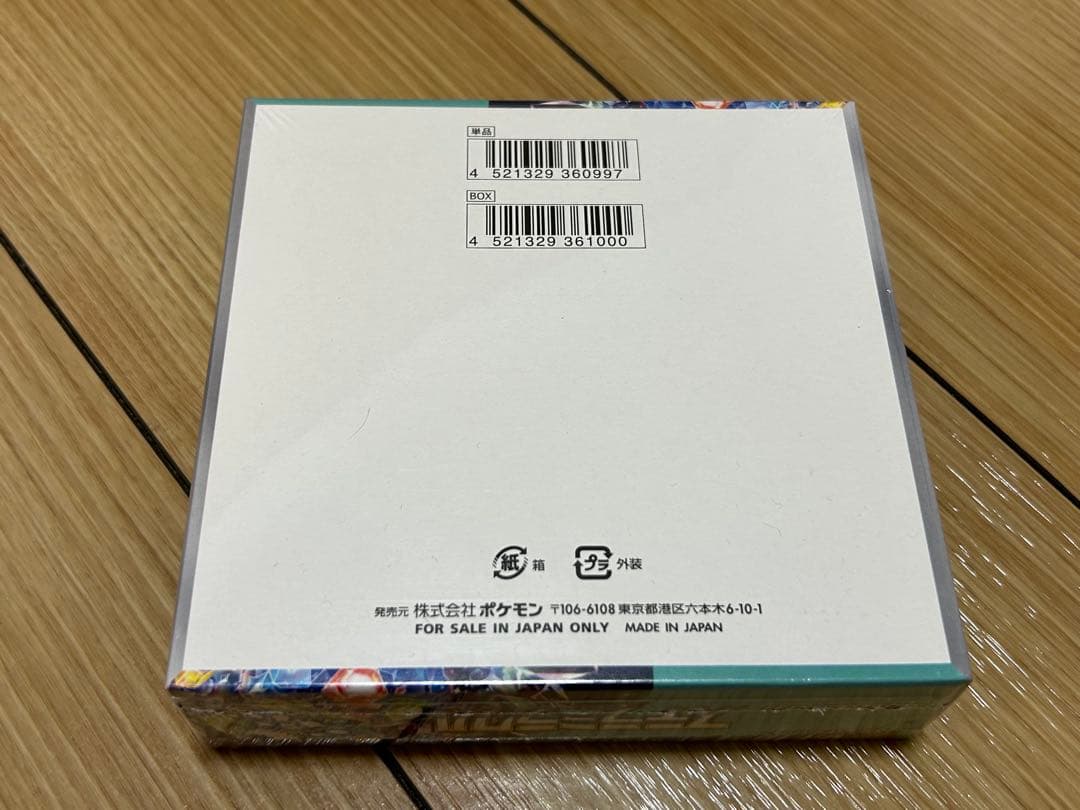 単品
4 521329 360997
BOX
4 521329 361000
紙 箱 プラ 外装
発売元 株式会社 ポケモン 〒106-6108 東京都港区六本木6-10-1
FOR SALE IN JAPAN ONLY MADE IN JAPAN